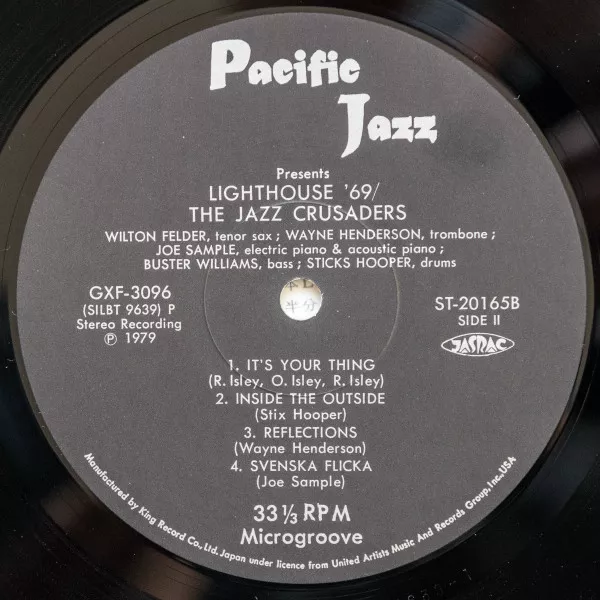 Pacific
Jazz
Presents
LIGHTHOUSE '69/
THE JAZZ CRUSADERS
WILTON FELDER, tenor sax ; WAYNE HENDERSON, trombone ;
JOE SAMPLE, electric piano & acoustic piano ;
BUSTER WILLIAMS, bass ; STICKS HOOPER, drums
GXF-3096
(SILBT 9639) P
Stereo Recording
Ⓟ 1979
半分
ST-20165B
SIDE II
JASRAC
1. IT'S YOUR THING
(R. Isley, O. Isley, R. Isley)
2. INSIDE THE OUTSIDE
(Stix Hooper)
3. REFLECTIONS
(Wayne Henderson)
4. SVENSKA FLICKA
(Joe Sample)
33 1/3 RPM
Microgroove
Manufactured by King Record Co., Ltd. Japan under licence from United Artists Music And Records Group, Inc., USA